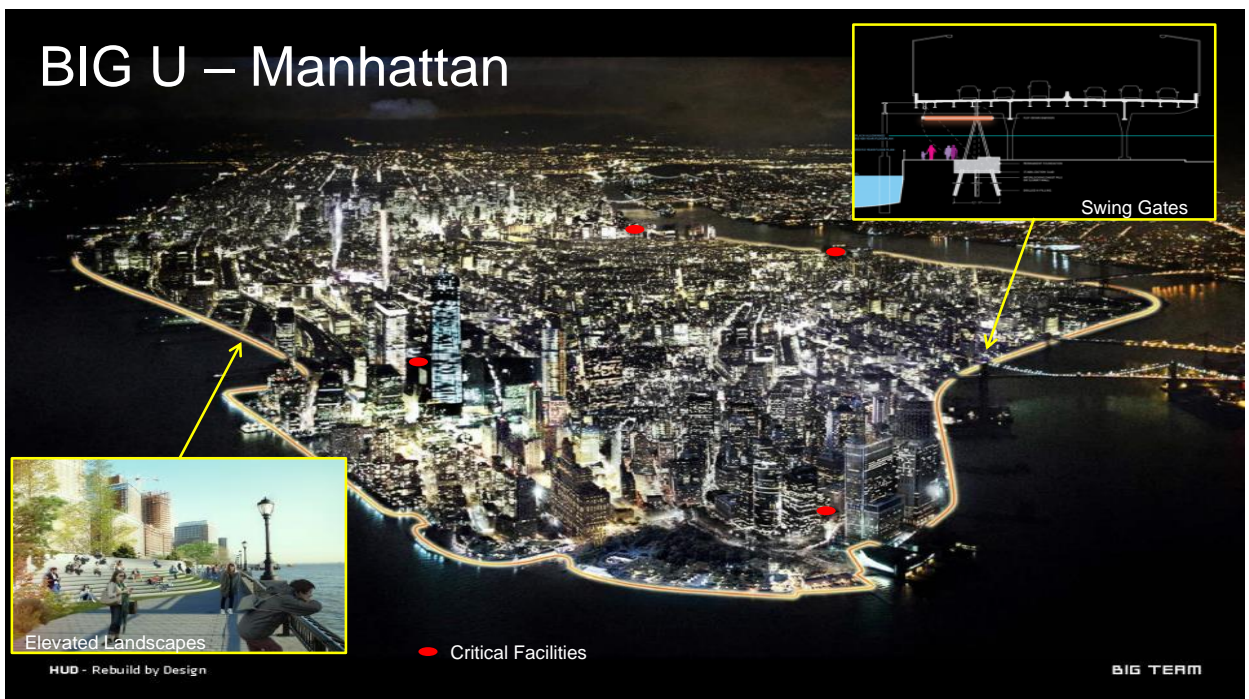 BIG U – Manhattan
Swing Gates
Elevated Landscapes
Critical Facilities
HUD - Rebuild by Design
BIG TEAM